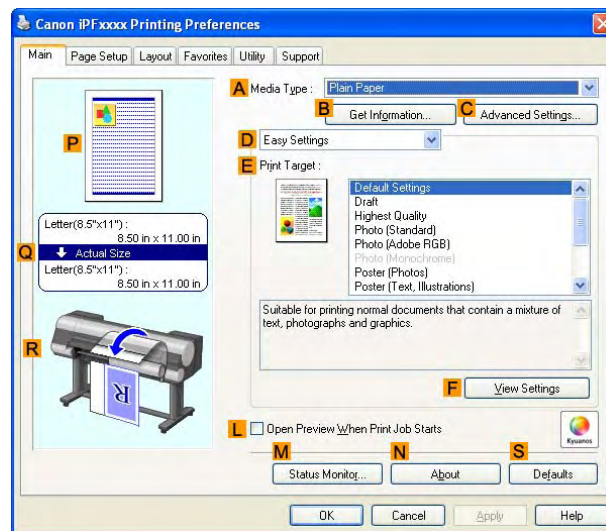 Canon iPFxxxx Printing Preferences
Main Page Setup Layout Favorites Utility Support
A Media Type : Plain Paper
B C
Get Information... Advanced Settings...
D Easy Settings
E Print Target :
P
Default Settings
Draft
Highest Quality
Photo (Standard)
Photo (Adobe RGB)
Photo (Monochrome)
Poster (Photos)
Poster (Text, Illustrations)
Letter(8.5"x11") :
8.50 in x 11.00 in
Q Actual Size
Letter(8.5"x11") :
8.50 in x 11.00 in
Suitable for printing normal documents that contain a mixture of
text, photographs and graphics.
R
R
F View Settings
L Open Preview When Print Job Starts
Kyuanos
M N S
Status Monitor... About Defaults
OK Cancel Apply Help